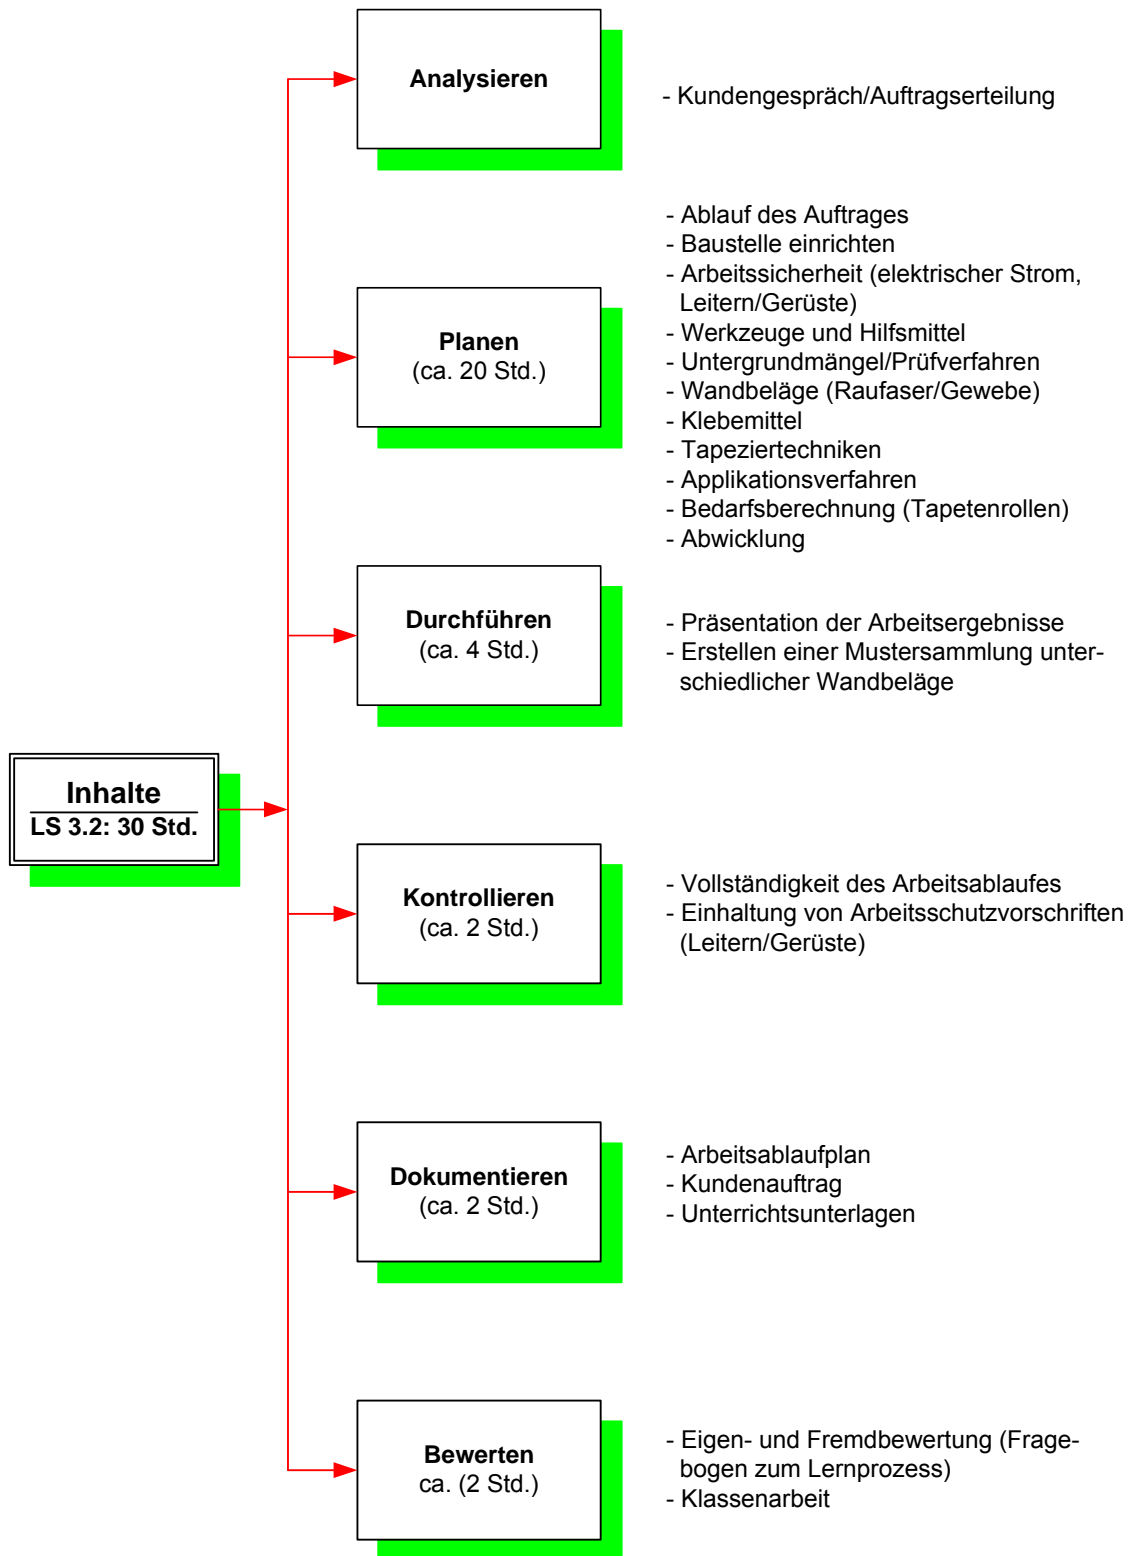 Analysieren
- Kundengespräch/Auftragserteilung
Planen
(ca. 20 Std.)
- Ablauf des Auftrages
- Baustelle einrichten
- Arbeitssicherheit (elektrischer Strom,
Leitern/Gerüste)
- Werkzeuge und Hilfsmittel
- Untergrundmängel/Prüfverfahren
- Wandbeläge (Raufaser/Gewebe)
- Klebemittel
- Tapeziertechniken
- Applikationsverfahren
- Bedarfsberechnung (Tapetenrollen)
- Abwicklung
Durchführen
(ca. 4 Std.)
- Präsentation der Arbeitsergebnisse
- Erstellen einer Mustersammlung unter-
schiedlicher Wandbeläge
Inhalte
LS 3.2: 30 Std.
Kontrollieren
(ca. 2 Std.)
- Vollständigkeit des Arbeitsablaufes
- Einhaltung von Arbeitsschutzvorschriften
(Leitern/Gerüste)
Dokumentieren
(ca. 2 Std.)
- Arbeitsablaufplan
- Kundenauftrag
- Unterrichtsunterlagen
Bewerten
ca. (2 Std.)
- Eigen- und Fremdbewertung (Frage-
bogen zum Lernprozess)
- Klassenarbeit